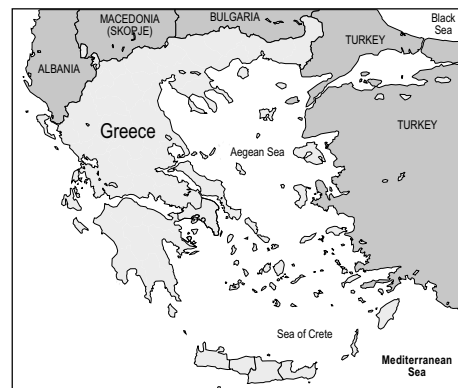 MACEDONIA
(SKOPJE)
BULGARIA
Black
Sea
TURKEY
ALBANIA
TURKEY
Greece
Aegean Sea
Sea of Crete
Mediterranean
Sea